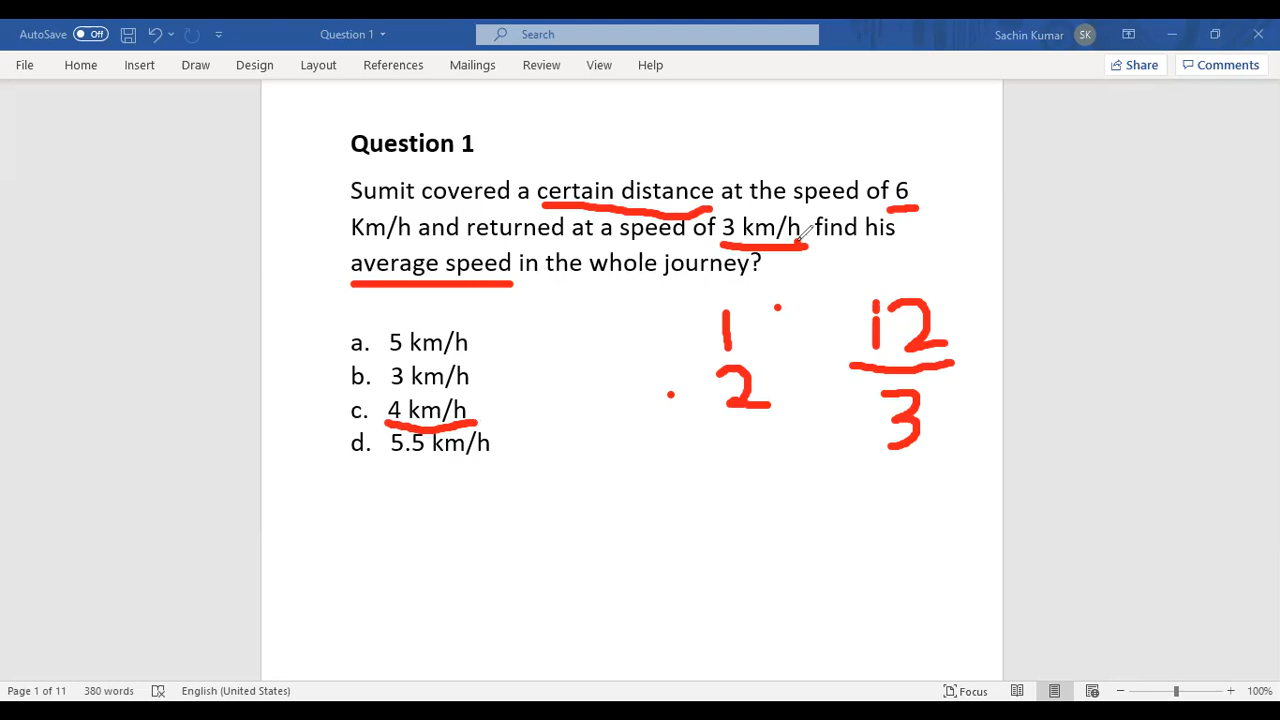 AutoSave Off Question 1 Search Sachin Kumar SK
File Home Insert Draw Design Layout References Mailings Review View Help Share Comments
Question 1
Sumit covered a certain distance at the speed of 6
Km/h and returned at a speed of 3 km/h, find his
average speed in the whole journey?
1 12
a. 5 km/h
b. 3 km/h 2
c. 4 km/h 3
d. 5.5 km/h
Page 1 of 11 380 words English (United States) Focus 100%